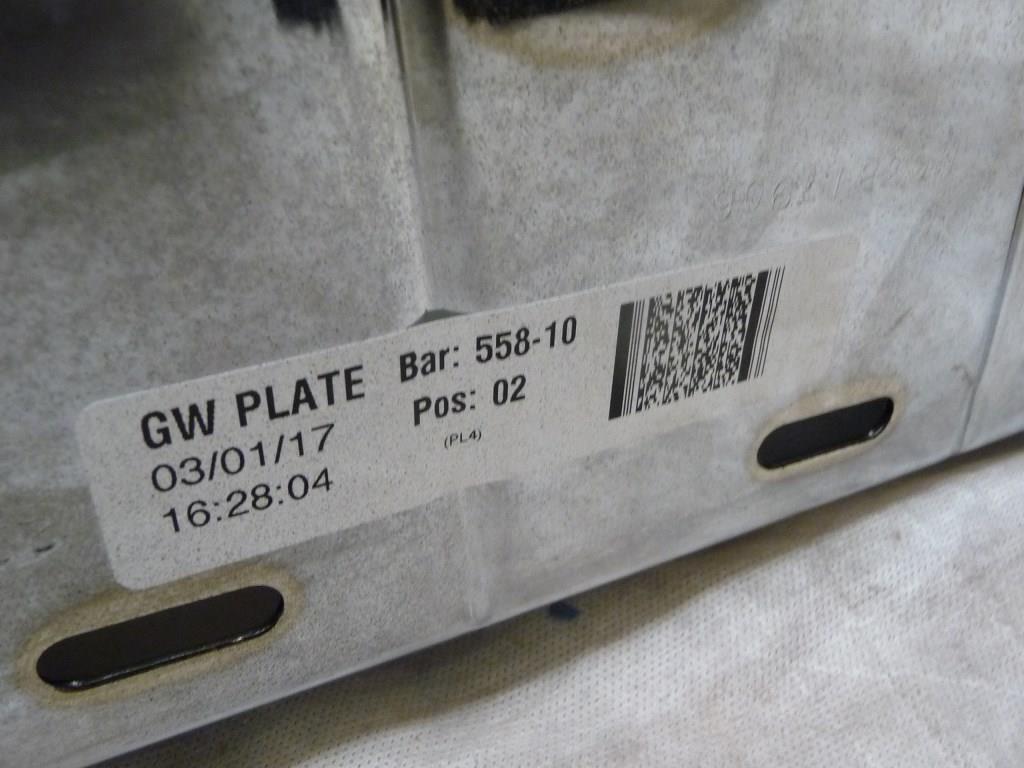 GW PLATE
03/01/17
16:28:04
Bar: 558-10
Pos: 02
(PL4)